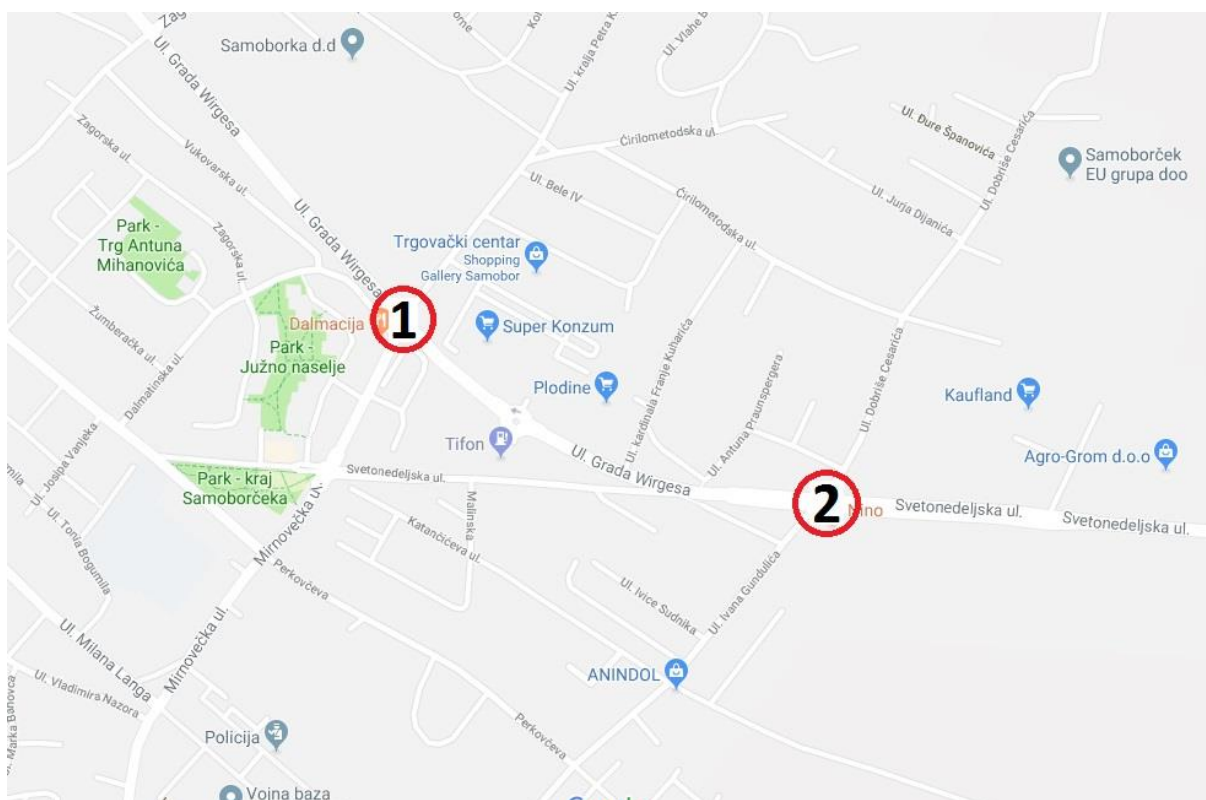 Samoborka d.d
Ul. Grada Wirgesa
Ul. kralja Petra K
Ul. Vlahe B
Ul. Đure Španovića
Ul. Dobriše Cesarića
Samoborček
EU grupa doo
Zagorska ul.
Vukovarska ul.
Ćirilometodska ul.
Ul. Bele IV
Ul. Jurja Dijanića
Ćirilometodska ul.
Park -
Trg Antuna
Mihanovića
Zagorska ul.
Ul. Grada Wirgesa
Trgovački centar
Shopping
Gallery Samobor
Žumberačka ul.
Dalmacija
1
Super Konzum
Park -
Južno naselje
Dalmatinska ul.
Ul. kardinala Franje Kuharića
Ul. Antuna Praunspergera
Ul. Dobriše Cesarića
Plodine
Kaufland
Tifon
Ul. Grada Wirgesa
Agro-Grom d.o.o
Ul. Josipa Vanjeka
Park - kraj
Samoborčeka
Svetonedeljska ul.
2
Nino
Svetonedeljska ul.
Svetonedeljska ul.
Malinska
Katančićeva ul.
Ul. Tonija Bogumila
Mirnovečka ul.
Perkovčeva
Ul. Ivice Sudnika
Ul. Ivana Gundulića
Ul. Milana Langa
Mirnovečka ul.
Ul. Vladimira Nazora
ANINDOL
Perkovčeva
Policija
Vojna baza